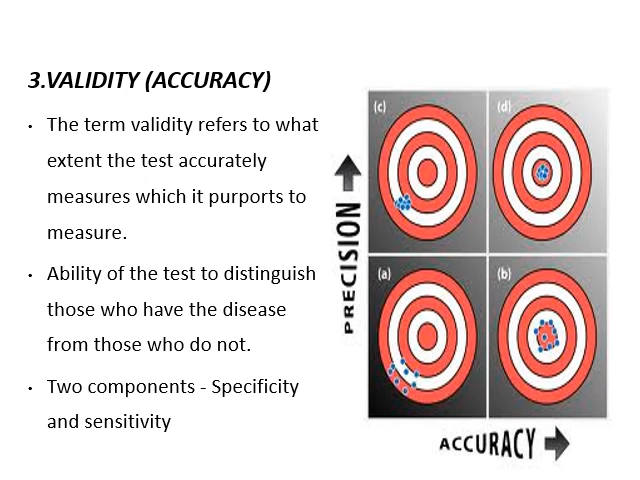 3.VALIDITY (ACCURACY)
• The term validity refers to what
extent the test accurately
measures which it purports to
measure.
• Ability of the test to distinguish
those who have the disease
from those who do not.
• Two components - Specificity
and sensitivity
(c)
(d)
(a)
(b)
PRECISION
ACCURACY